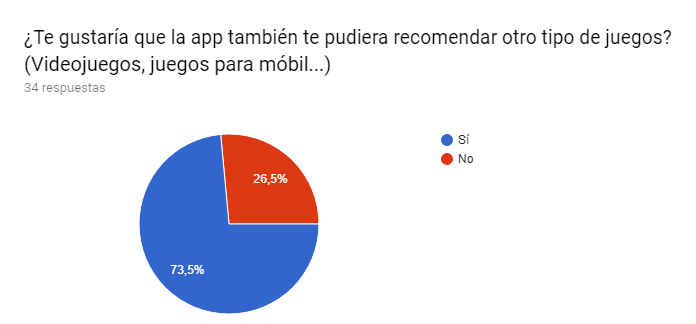 ¿Te gustaría que la app también te pudiera recomendar otro tipo de juegos?
(Videojuegos, juegos para móbil...)
34 respuestas
Sí
No
26,5%
73,5%